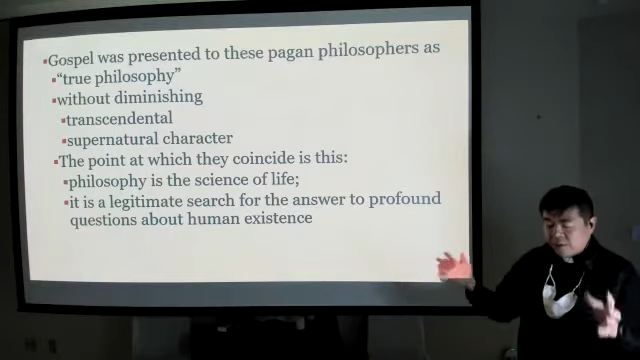 ▪Gospel was presented to these pagan philosophers as
▪“true philosophy”
▪without diminishing
▪transcendental
▪supernatural character
▪The point at which they coincide is this:
▪philosophy is the science of life;
▪it is a legitimate search for the answer to profound
questions about human existence